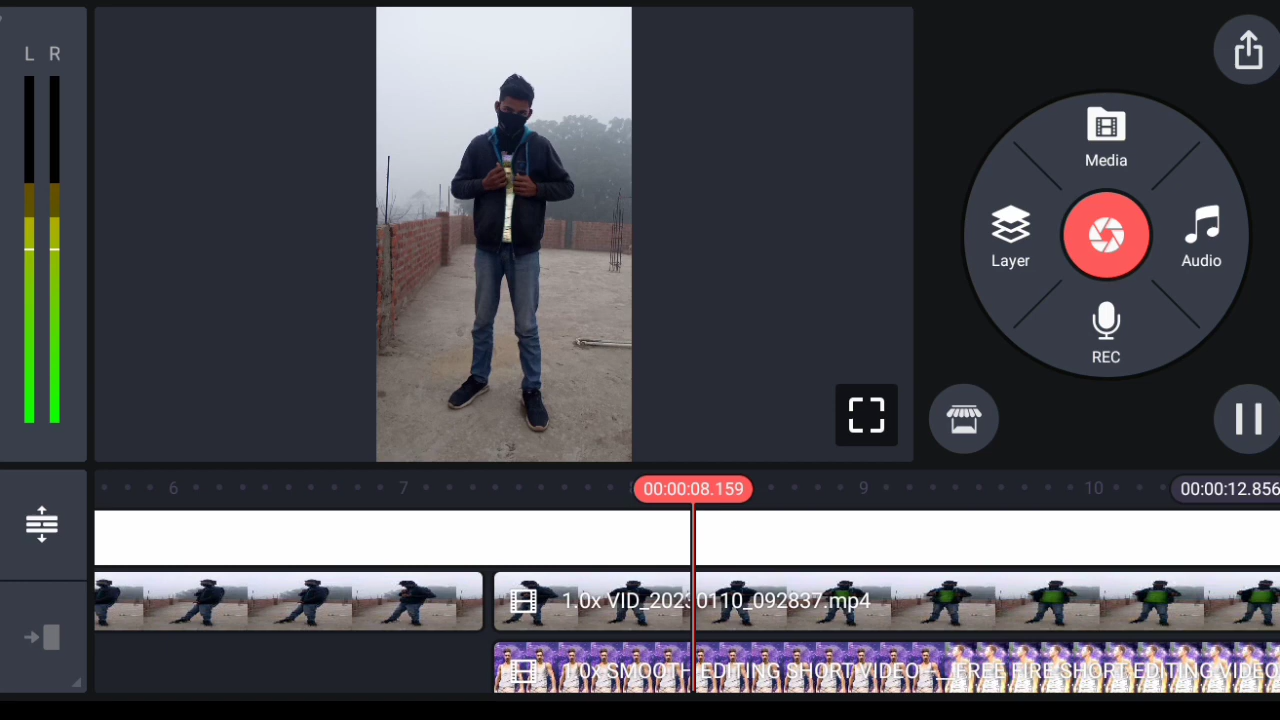 L R
Media
Layer
Audio
REC
6 7 00:00:08.159 9 10 00:00:12.856
1.0x VID_20230110_092837.mp4
1.0x SMOOTH EDITING SHORT VIDEO — FREE FIRE SHORT EDITING VIDEO